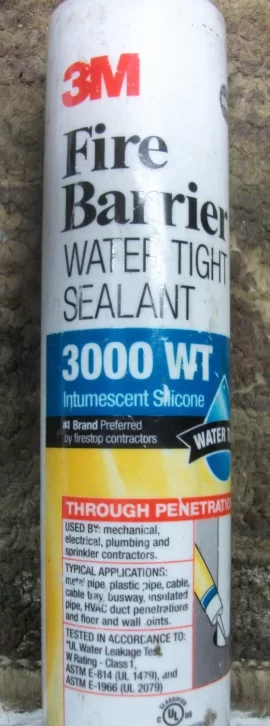 3M
Fire
Barrier
WATER TIGHT
SEALANT
3000 WT
Intumescent Silicone
#1 Brand Preferred
by firestop contractors
WATER
THROUGH PENETRATIO
USED BY: mechanical,
electrical, plumbing and
sprinkler contractors.
TYPICAL APPLICATIONS:
metal pipe, plastic pipe, cable,
cable tray, busway, insulated
pipe, HVAC duct penetrations
and floor and wall joints.
TESTED IN ACCORDANCE TO:
*UL Water Leakage Test,
W Rating - Class 1,
ASTM E-814 (UL 1479), and
ASTM E-1966 (UL 2079)
CLASSIFIED
C UL US